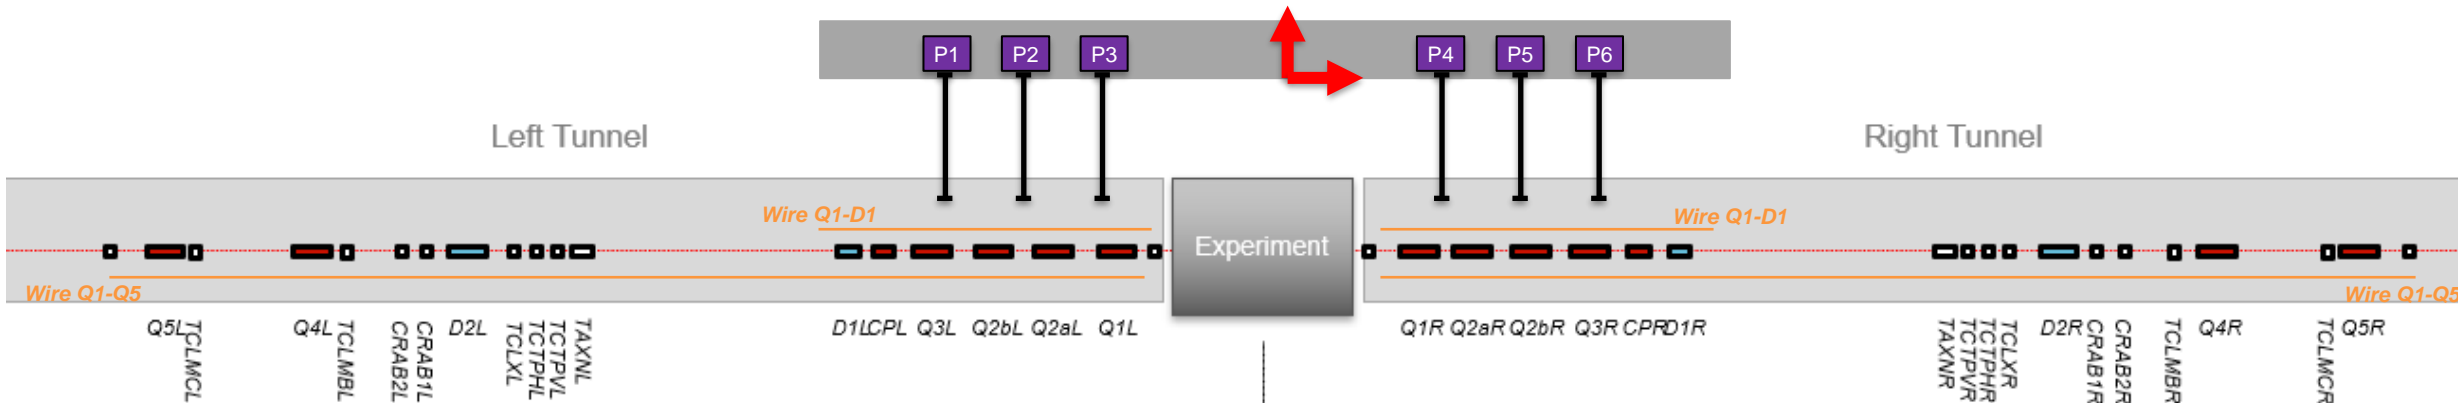 P1 P2 P3 P4 P5 P6
Left Tunnel
Right Tunnel
Wire Q1-D1
Wire Q1-D1
Experiment
Wire Q1-Q5
Wire Q1-Q5
Q5L TCLMCL Q4L TCLMBL CRAB2L CRAB1L D2L TCLXL TCTPHL TCTPVL TAXNL D1L CPL Q3L Q2bL Q2aL Q1L
Q1R Q2aR Q2bR Q3R CPR D1R TAXNR TCTPVR TCTPHR TCLXR D2R CRAB1R CRAB2R TCLMBR Q4R TCLMCR Q5R